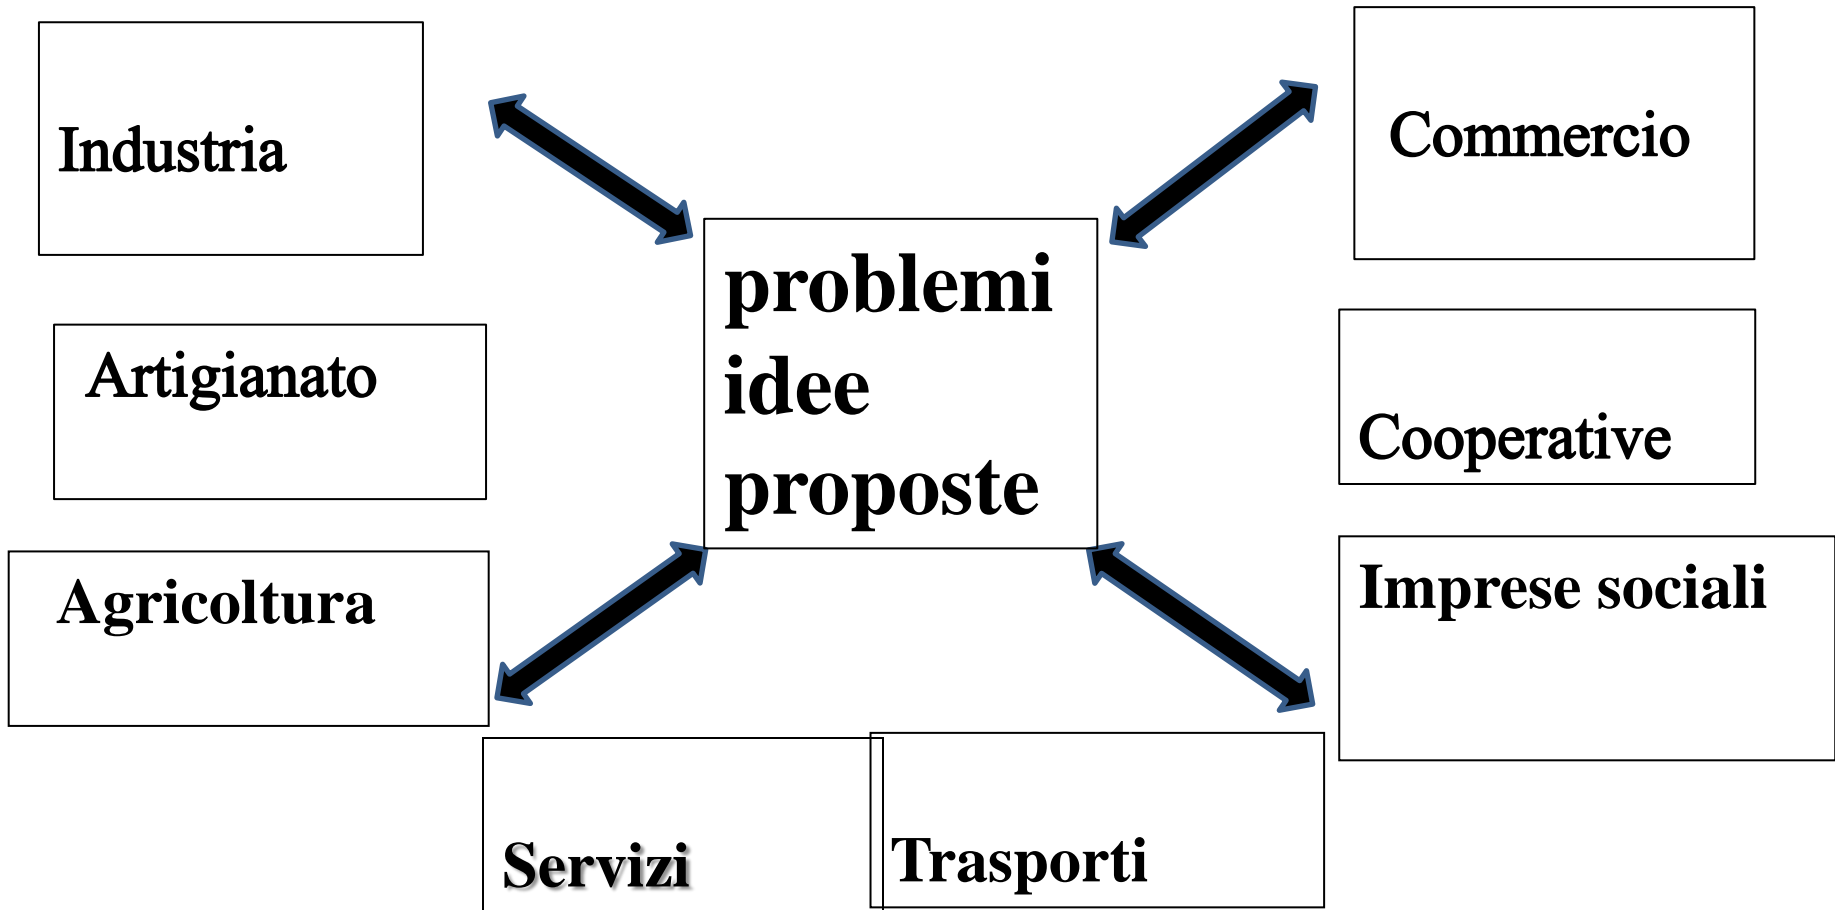 Industria
Commercio
problemi
idee
proposte
Artigianato
Cooperative
Agricoltura
Imprese sociali
Servizi
Trasporti